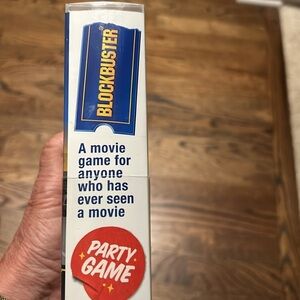 BLOCKBUSTER
A movie
game for
anyone
who has
ever seen
a movie
PARTY
GAME